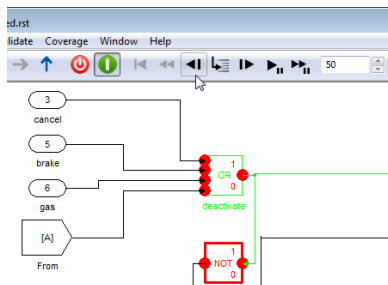 ed.rst
lidate Coverage Window Help
50
3
cancel
5
brake
6
gas
[A]
From
1
OR
0
deactivate
1
NOT
0